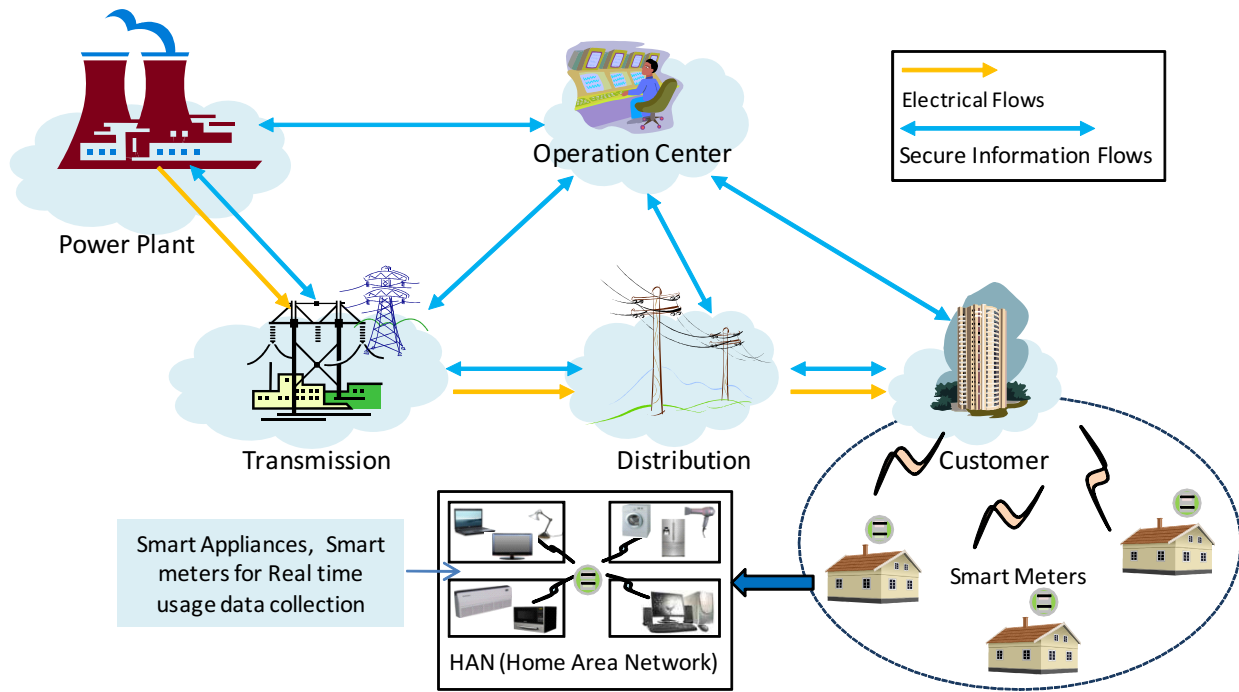 Operation Center
Electrical Flows
Secure Information Flows
Power Plant
Transmission
Distribution
Customer
Smart Appliances, Smart
meters for Real time
usage data collection
Smart Meters
HAN (Home Area Network)